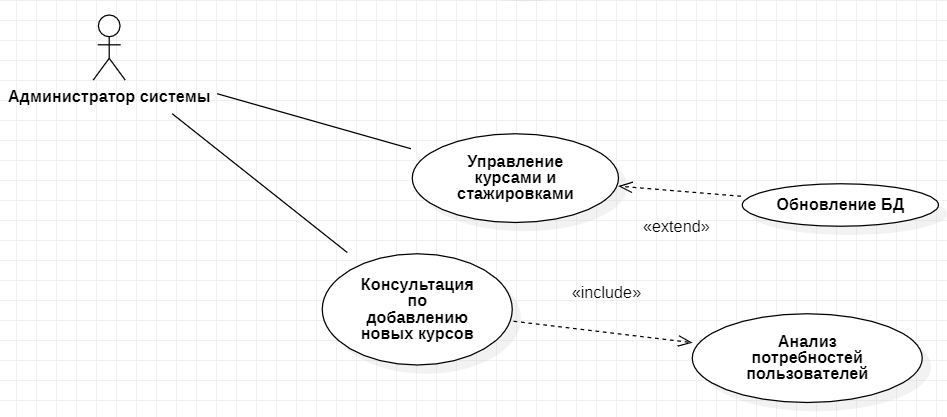 Администратор системы
Управление
курсами и
стажировками
Обновление БД
«extend»
Консультация
по
добавлению
новых курсов
«include»
Анализ
потребностей
пользователей